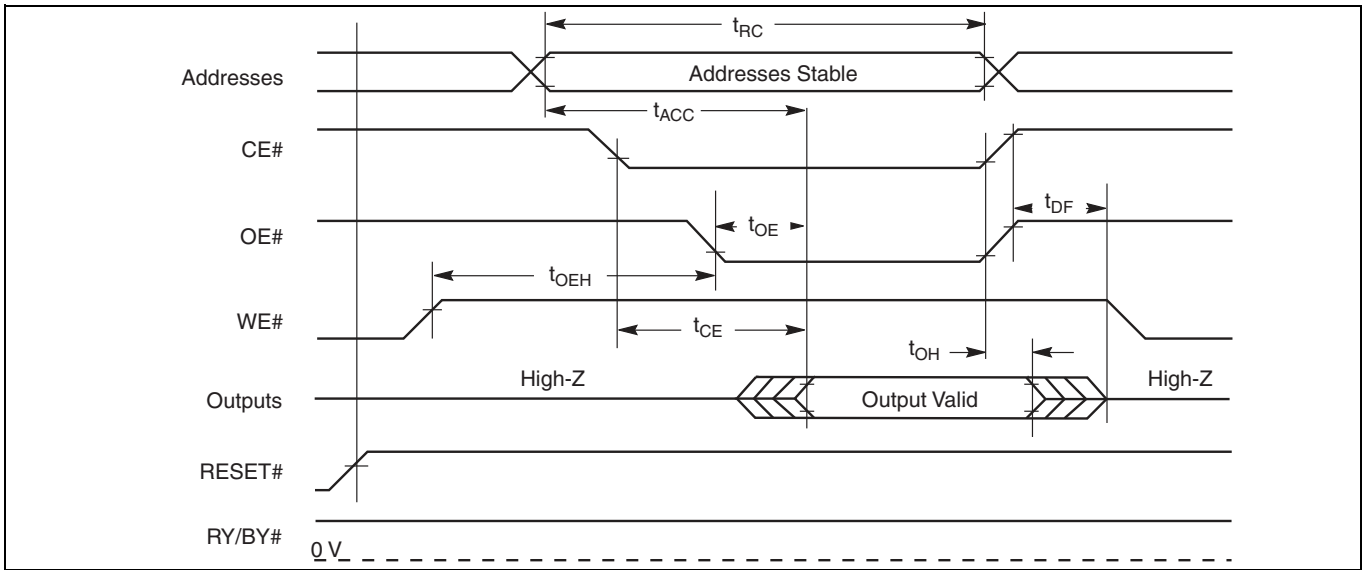 tRC
Addresses
Addresses Stable
tACC
CE#
tDF
OE#
tOE
tOEH
WE#
tCE
tOH
High-Z
High-Z
Outputs
Output Valid
RESET#
RY/BY#
0 V